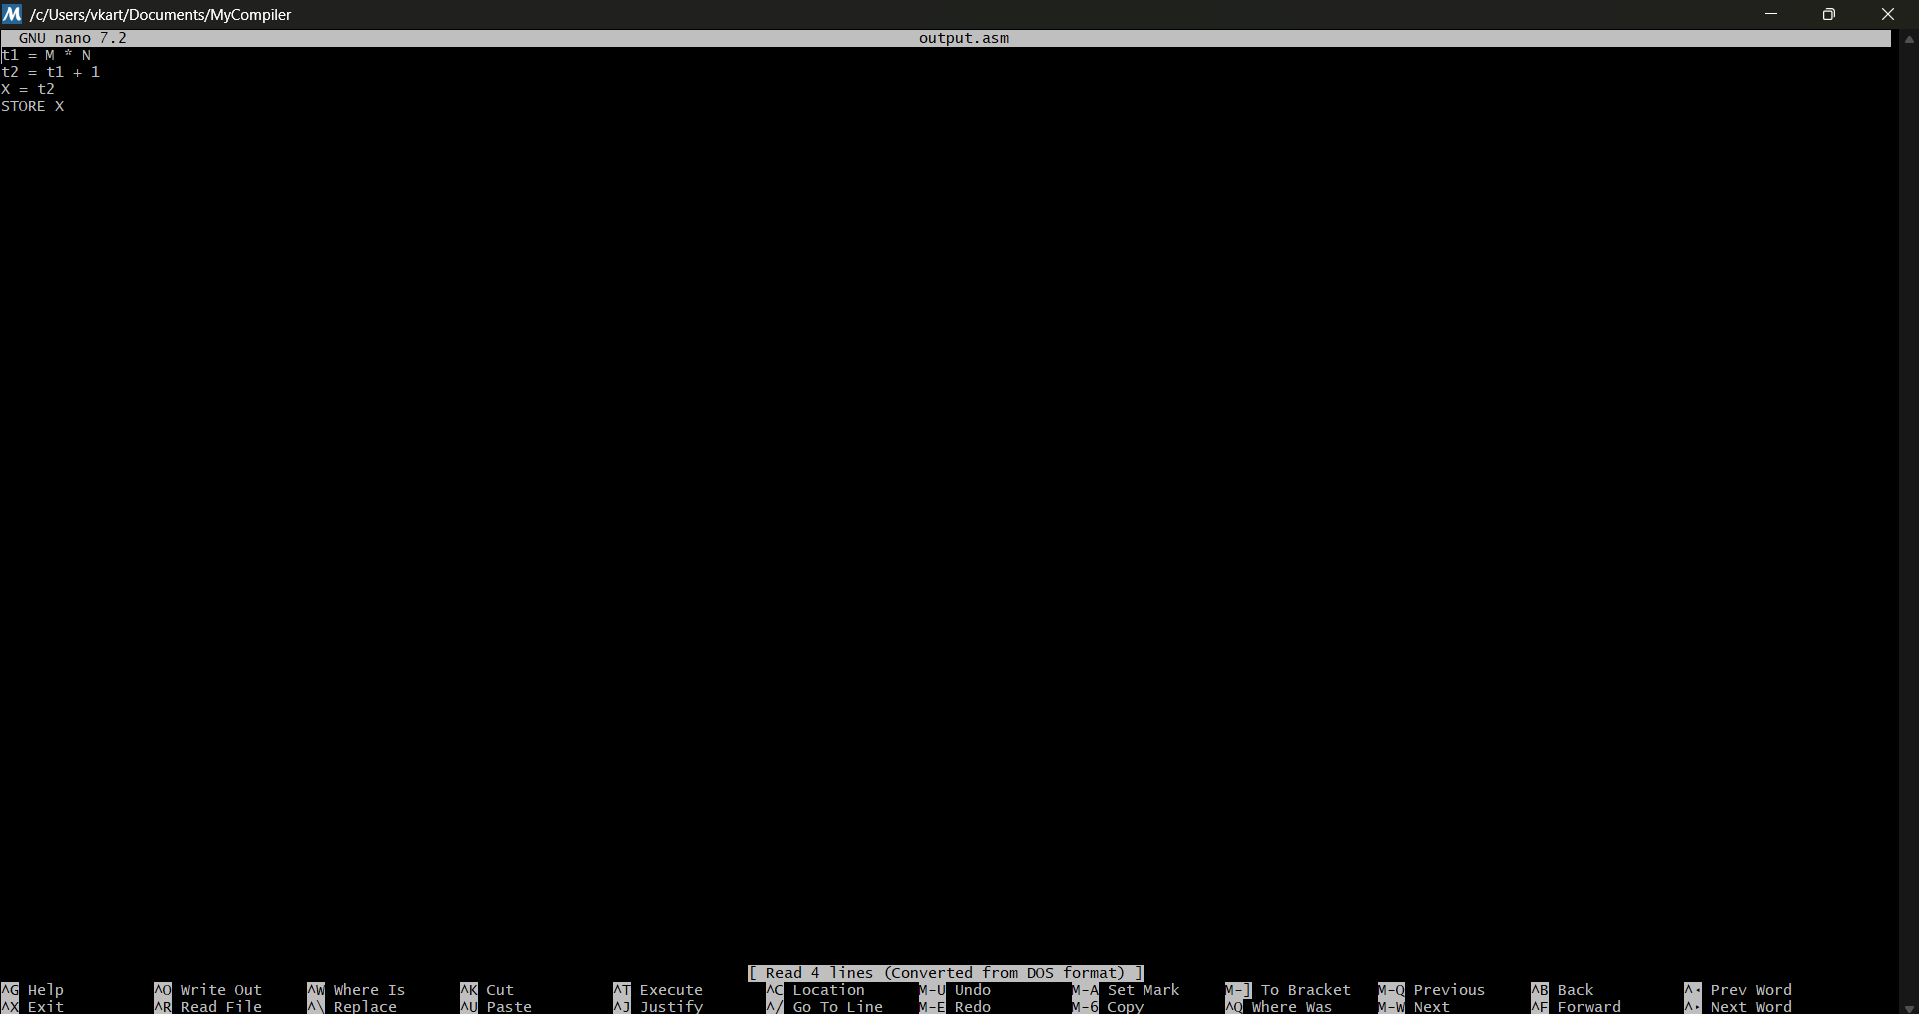 /c/Users/vkart/Documents/MyCompiler
GNU nano 7.2 output.asm
t1 = M * N
t2 = t1 + 1
X = t2
STORE X
[ Read 4 lines (Converted from DOS format) ]
^G Help ^O Write Out ^W Where Is ^K Cut ^T Execute ^C Location M-U Undo M-A Set Mark M-] To Bracket M-Q Previous ^B Back ^◂ Prev Word
^X Exit ^R Read File ^\ Replace ^U Paste ^J Justify ^/ Go To Line M-E Redo M-6 Copy ^Q Where Was M-W Next ^F Forward ^▸ Next Word